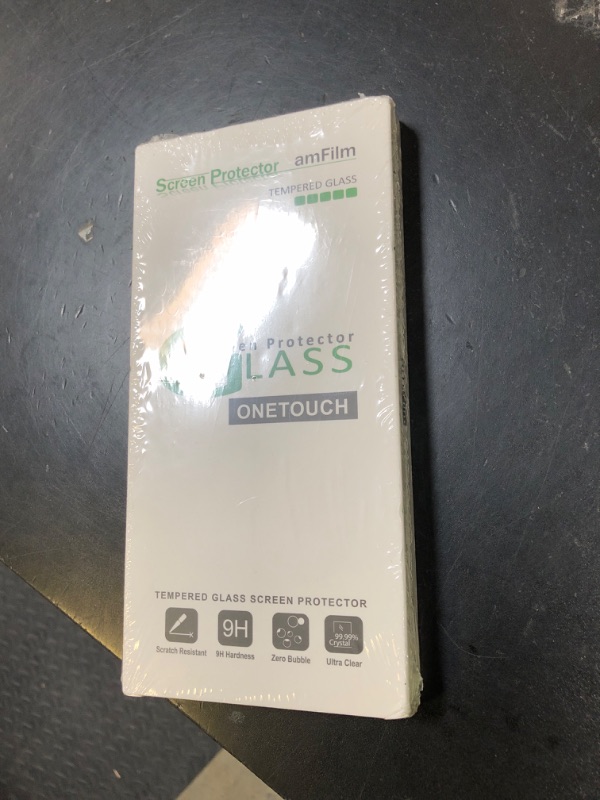 Screen Protector amFilm
TEMPERED GLASS
Protector
LASS
ONETOUCH
TEMPERED GLASS SCREEN PROTECTOR
9H
99.99%
Crystal
Scratch Resistant 9H Hardness Zero Bubble Ultra Clear